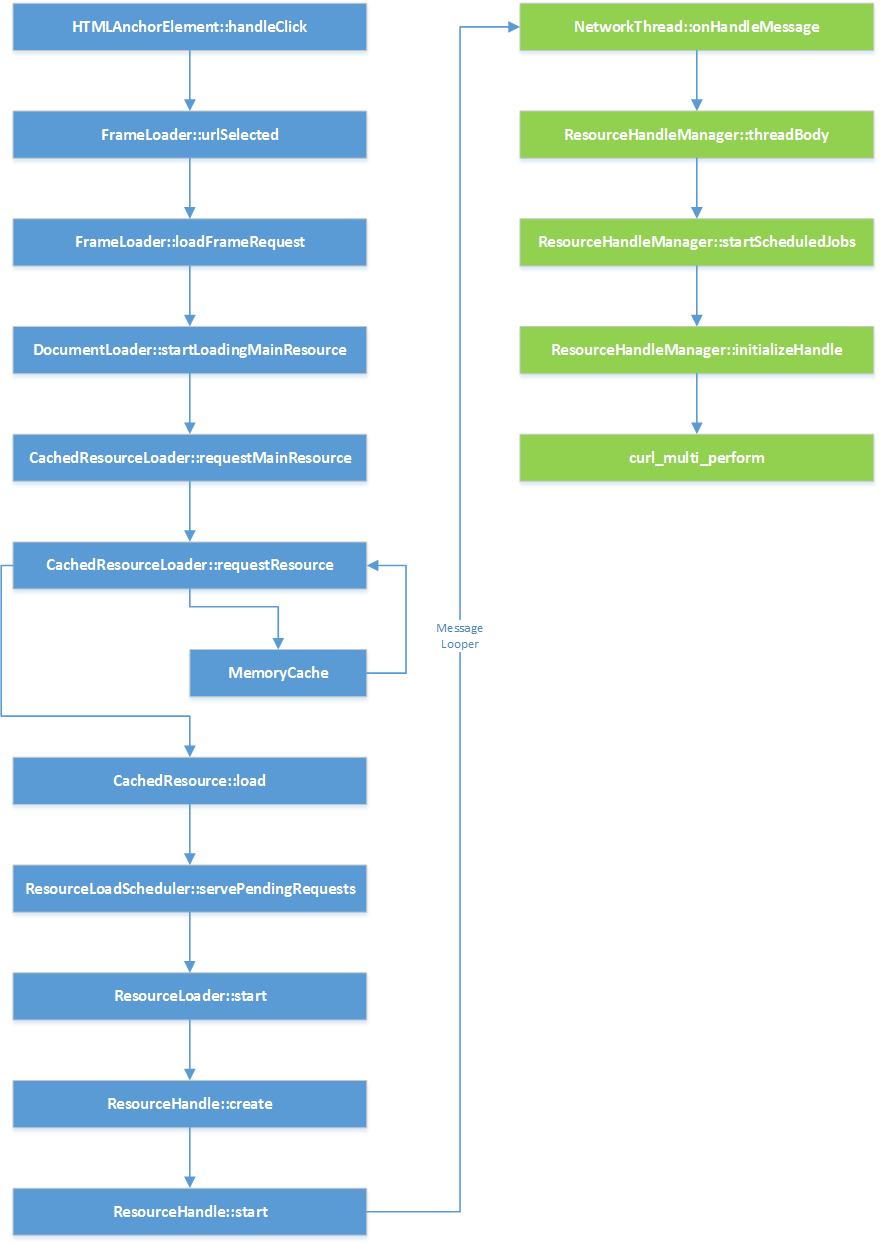 HTMLAnchorElement::handleClick
FrameLoader::urlSelected
FrameLoader::loadFrameRequest
DocumentLoader::startLoadingMainResource
CachedResourceLoader::requestMainResource
CachedResourceLoader::requestResource
MemoryCache
CachedResource::load
ResourceLoadScheduler::servePendingRequests
ResourceLoader::start
ResourceHandle::create
ResourceHandle::start
Message
Looper
NetworkThread::onHandleMessage
ResourceHandleManager::threadBody
ResourceHandleManager::startScheduledJobs
ResourceHandleManager::initializeHandle
curl_multi_perform